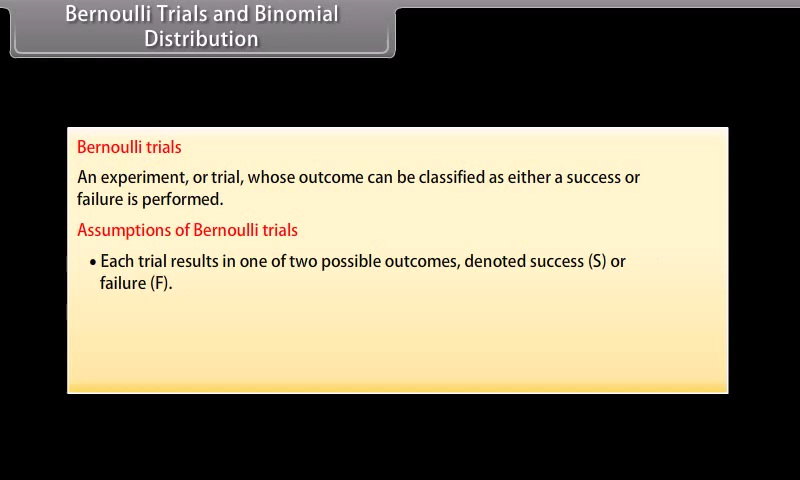 Bernoulli Trials and Binomial
Distribution
Bernoulli trials
An experiment, or trial, whose outcome can be classified as either a success or
failure is performed.
Assumptions of Bernoulli trials
• Each trial results in one of two possible outcomes, denoted success (S) or
failure (F).